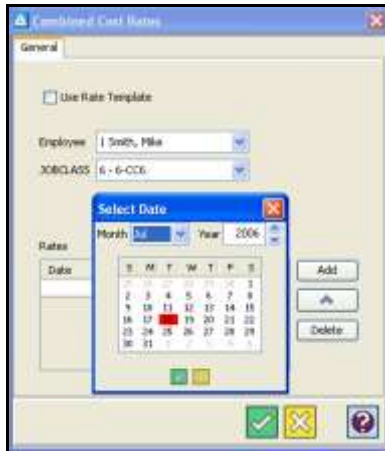 Combined Cost Rates
General
Use Rate Template
Employee 1 Smith, Mike
JOBCLASS 6 - 6-CC6
Select Date
Month Jul Year 2006
Rates
Date
S M T W T F S
1
2 3 4 5 6 7 8
9 10 11 12 13 14 15
16 17 18 19 20 21 22
23 24 25 26 27 28 29
30 31
Add
Delete